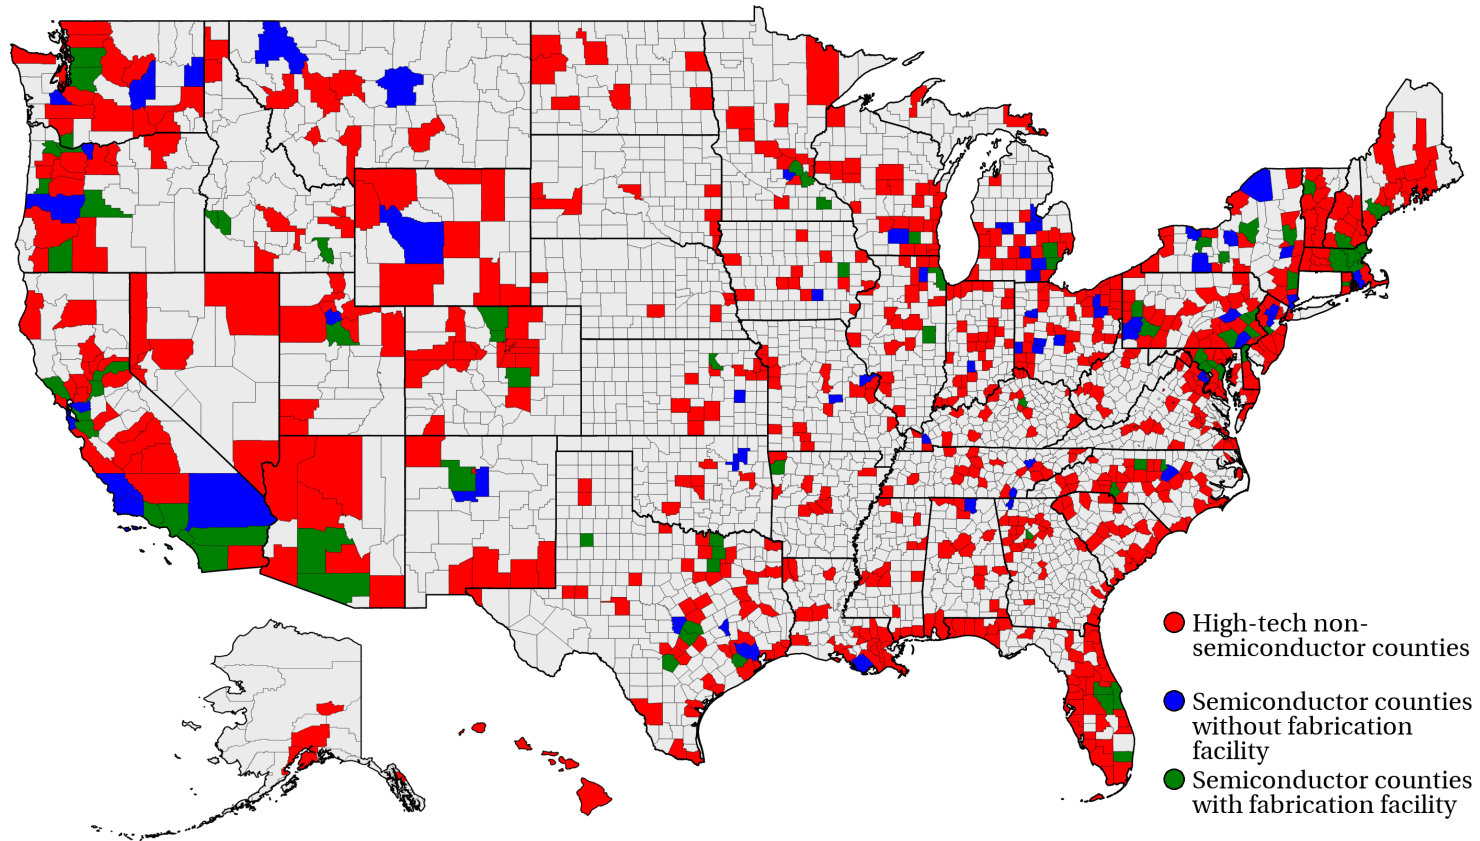 High-tech non-
semiconductor counties
Semiconductor counties
without fabrication
facility
Semiconductor counties
with fabrication facility